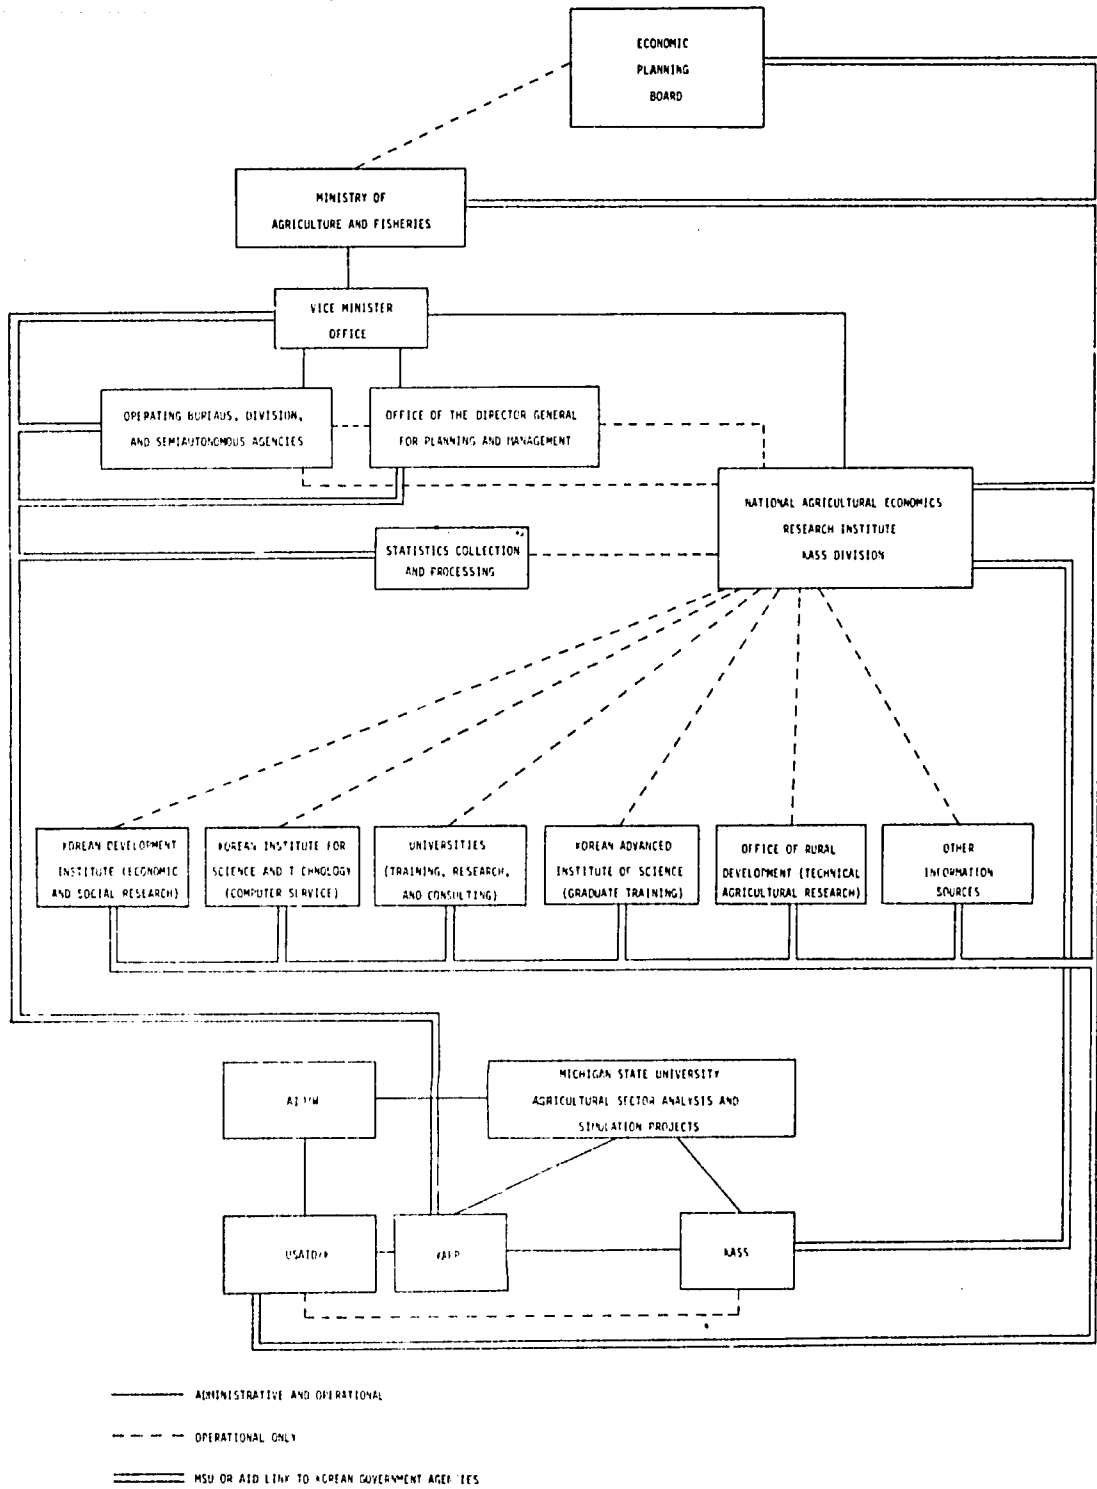 ECONOMIC
PLANNING
BOARD
MINISTRY OF
AGRICULTURE AND FISHERIES
VICE MINISTER
OFFICE
OPERATING BUREAUS, DIVISION,
AND SEMIAUTONOMOUS AGENCIES
OFFICE OF THE DIRECTOR GENERAL
FOR PLANNING AND MANAGEMENT
NATIONAL AGRICULTURAL ECONOMICS
RESEARCH INSTITUTE
KASS DIVISION
STATISTICS COLLECTION
AND PROCESSING
KOREAN DEVELOPMENT
INSTITUTE (ECONOMIC
AND SOCIAL RESEARCH)
KOREAN INSTITUTE FOR
SCIENCE AND TECHNOLOGY
(COMPUTER SERVICE)
UNIVERSITIES
(TRAINING, RESEARCH,
AND CONSULTING)
KOREAN ADVANCED
INSTITUTE OF SCIENCE
(GRADUATE TRAINING)
OFFICE OF RURAL
DEVELOPMENT (TECHNICAL
AGRICULTURAL RESEARCH)
OTHER
INFORMATION
SOURCES
AID/W
MICHIGAN STATE UNIVERSITY
AGRICULTURAL SECTOR ANALYSIS AND
SIMULATION PROJECTS
USAID/K
KASS
ADMINISTRATIVE AND OPERATIONAL
OPERATIONAL ONLY
MSU OR AID LINK TO KOREAN GOVERNMENT AGENCIES